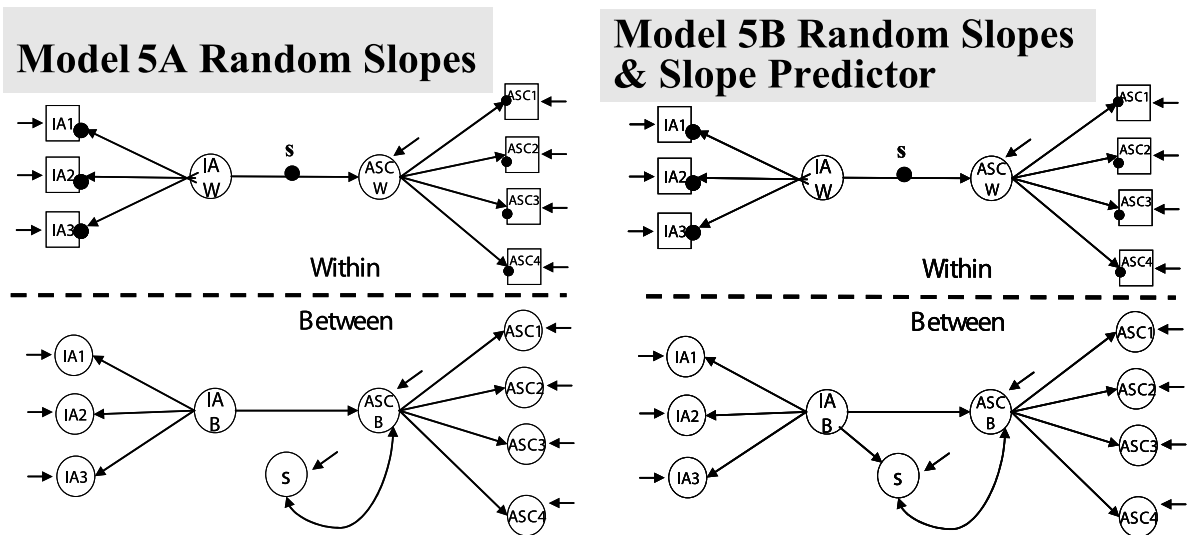 Model 5A Random Slopes
IA1
IA2
IA3
IA
W
s
ASC
W
ASC1
ASC2
ASC3
ASC4
Within
Between
IA1
IA2
IA3
IA
B
s
ASC
B
ASC1
ASC2
ASC3
ASC4
Model 5B Random Slopes
& Slope Predictor
IA1
IA2
IA3
IA
W
s
ASC
W
ASC1
ASC2
ASC3
ASC4
Within
Between
IA1
IA2
IA3
IA
B
s
ASC
B
ASC1
ASC2
ASC3
ASC4